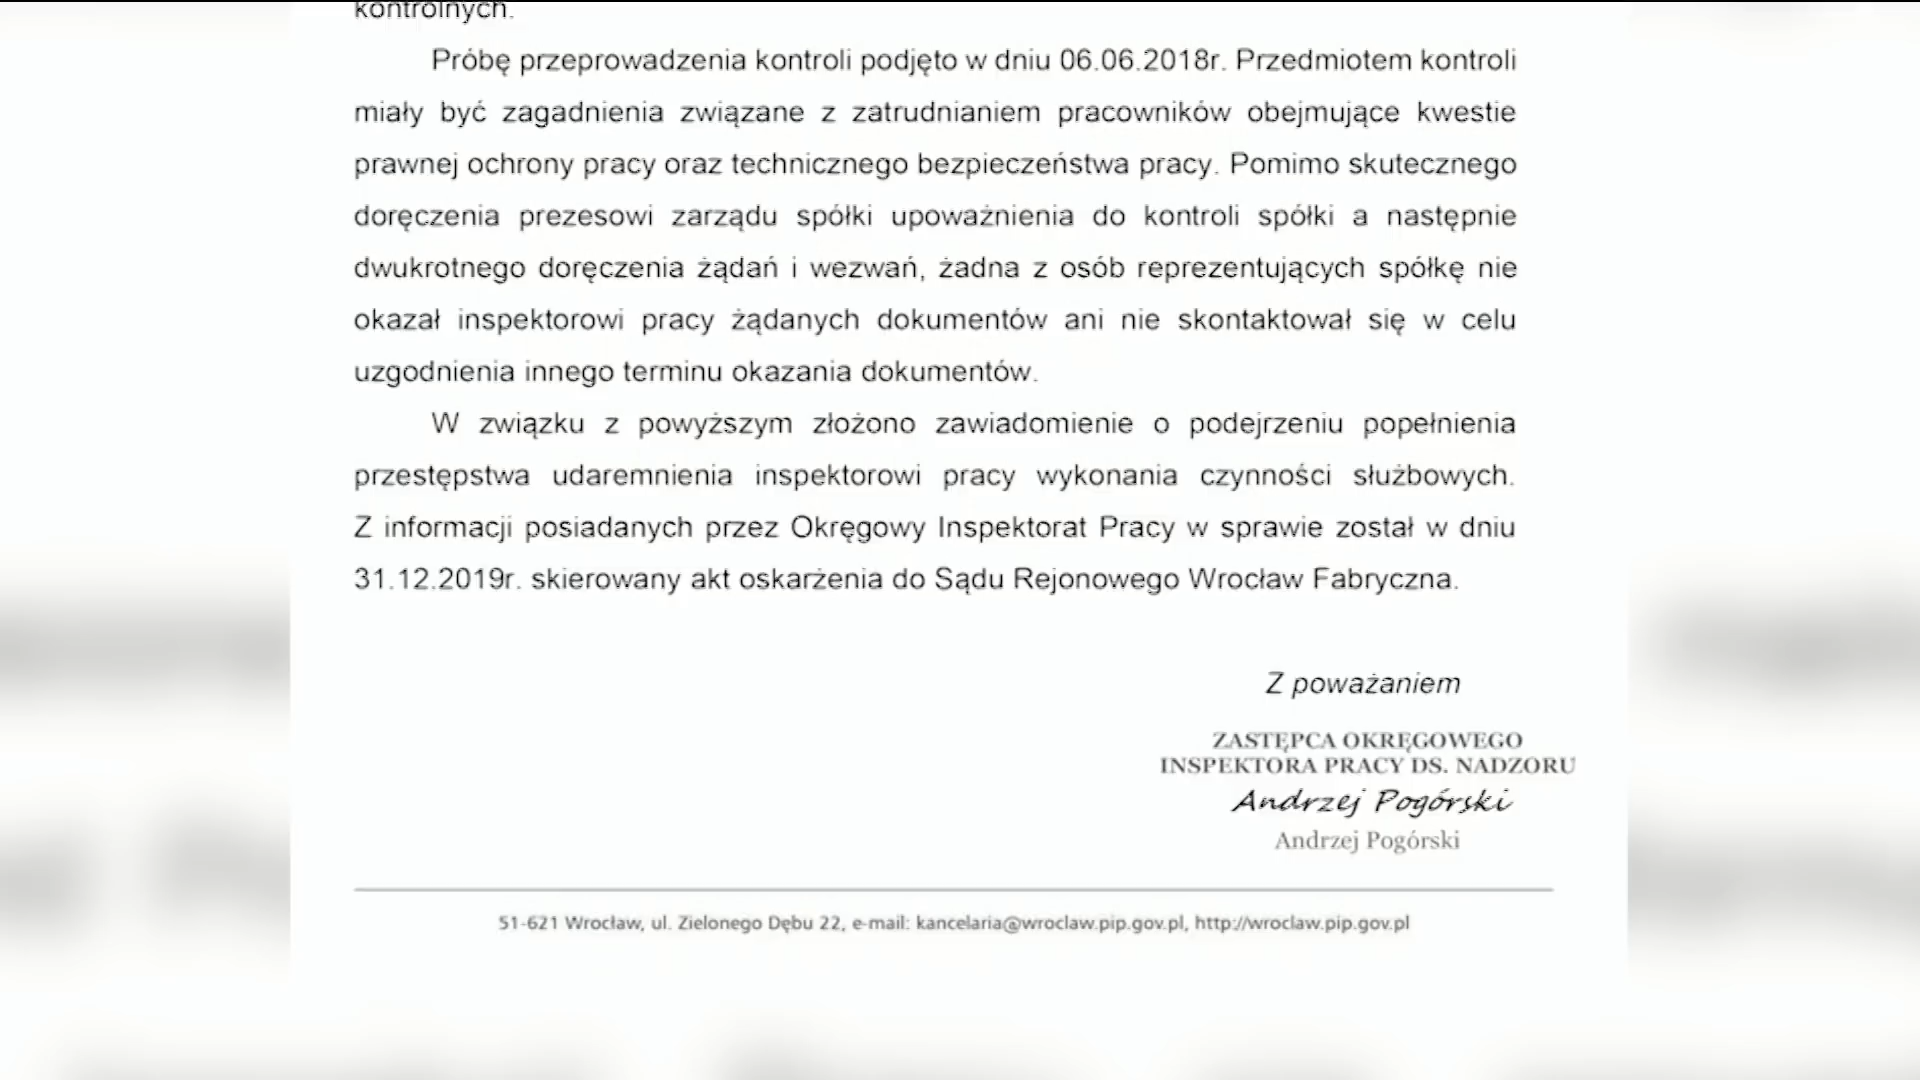 kontrolnych.
Próbę przeprowadzenia kontroli podjęto w dniu 06.06.2018r. Przedmiotem kontroli
miały być zagadnienia związane z zatrudnianiem pracowników obejmujące kwestie
prawnej ochrony pracy oraz technicznego bezpieczeństwa pracy. Pomimo skutecznego
doręczenia prezesowi zarządu spółki upoważnienia do kontroli spółki a następnie
dwukrotnego doręczenia żądań i wezwań, żadna z osób reprezentujących spółkę nie
okazał inspektorowi pracy żądanych dokumentów ani nie skontaktował się w celu
uzgodnienia innego terminu okazania dokumentów.
W związku z powyższym złożono zawiadomienie o podejrzeniu popełnienia
przestępstwa udaremnienia inspektorowi pracy wykonania czynności służbowych.
Z informacji posiadanych przez Okręgowy Inspektorat Pracy w sprawie został w dniu
31.12.2019r. skierowany akt oskarżenia do Sądu Rejonowego Wrocław Fabryczna.
Z poważaniem
ZASTĘPCA OKRĘGOWEGO
INSPEKTORA PRACY DS. NADZORU
Andrzej Pogórski
Andrzej Pogórski
51-621 Wrocław, ul. Zielonego Dębu 22, e-mail: kancelaria@wroclaw.pip.gov.pl, http://wroclaw.pip.gov.pl